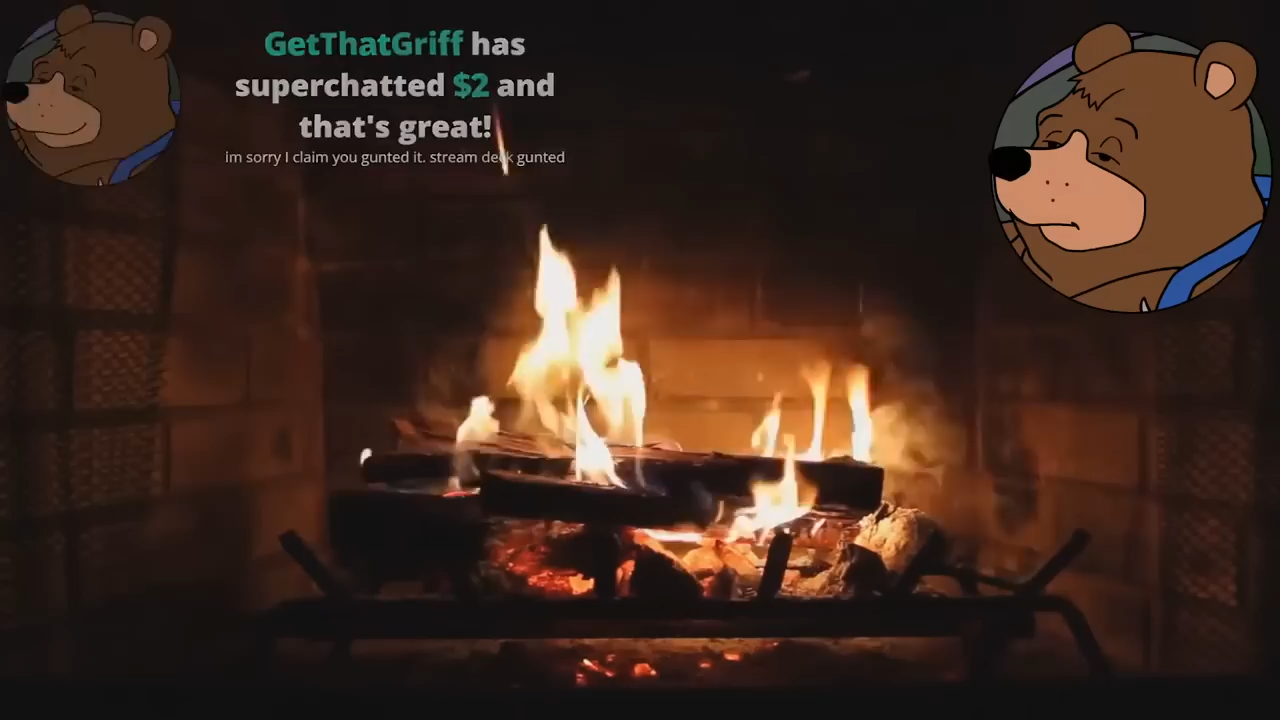 GetThatGriff has
superchatted $2 and
that's great!
im sorry I claim you gunted it. stream deck gunted